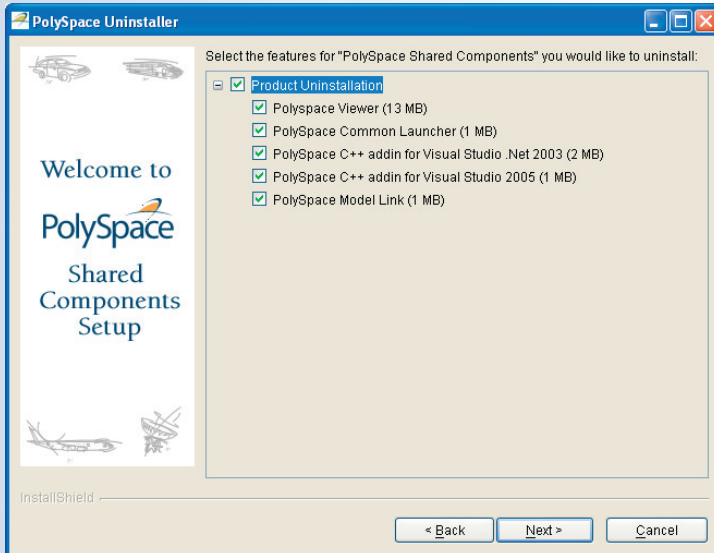 PolySpace Uninstaller
Select the features for "PolySpace Shared Components" you would like to uninstall:
Product Uninstallation
Polyspace Viewer (13 MB)
PolySpace Common Launcher (1 MB)
PolySpace C++ addin for Visual Studio .Net 2003 (2 MB)
PolySpace C++ addin for Visual Studio 2005 (1 MB)
PolySpace Model Link (1 MB)
Welcome to
PolySpace
Shared
Components
Setup
InstallShield
< Back
Next >
Cancel